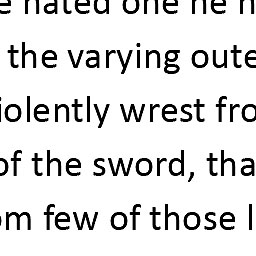 e hated one he h
the varying oute
iolently wrest fro
of the sword, tha
om few of those l